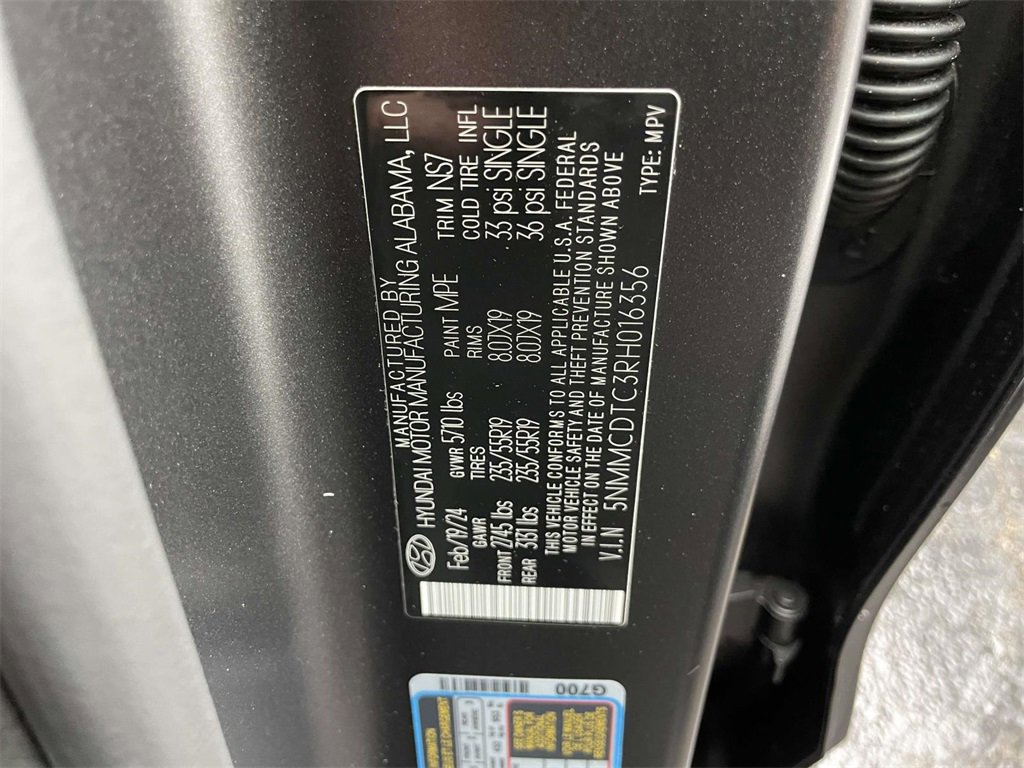 MANUFACTURED BY
HYUNDAI MOTOR MANUFACTURING ALABAMA, LLC
Feb/19/24 GVWR 5710 lbs PAINT MPE TRIM NS7
GAWR TIRES RIMS COLD TIRE INFL
FRONT 2745 lbs 235/55R19 8.0JX19 33 psi SINGLE
REAR 3131 lbs 235/55R19 8.0JX19 36 psi SINGLE
THIS VEHICLE CONFORMS TO ALL APPLICABLE U.S.A. FEDERAL
MOTOR VEHICLE SAFETY AND THEFT PREVENTION STANDARDS
IN EFFECT ON THE DATE OF MANUFACTURE SHOWN ABOVE
V.I.N 5NMMCDTC3RH016356 TYPE: MPV
G700